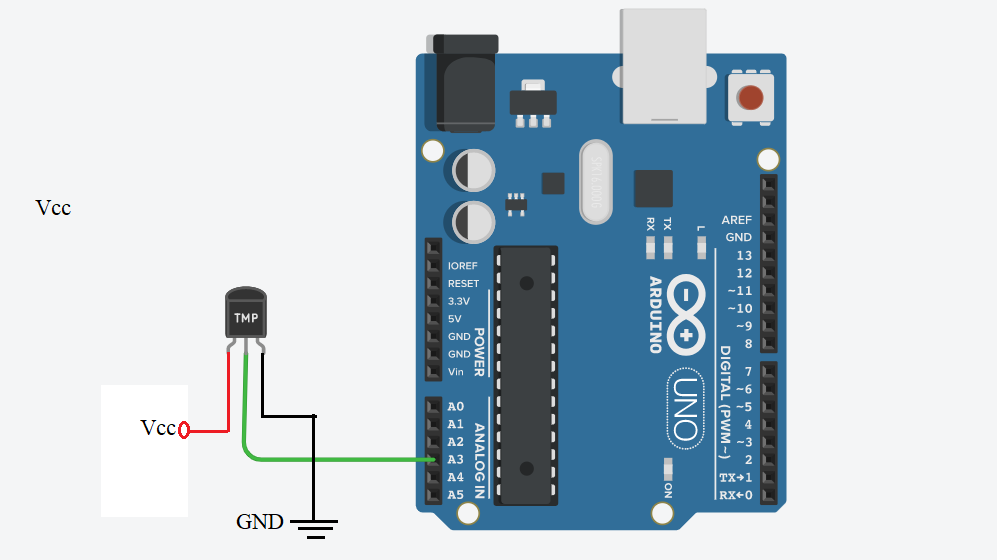 Vcc
TMP
Vcc
GND
IOREF
RESET
3.3V
5V
GND
GND
Vin
POWER
A0
A1
A2
A3
A4
A5
ANALOG IN
RX
TX
L
ARDUINO
UNO
ON
AREF
GND
13
12
~11
~10
~9
8
7
~6
~5
4
~3
2
TX→1
RX←0
DIGITAL (PWM~)